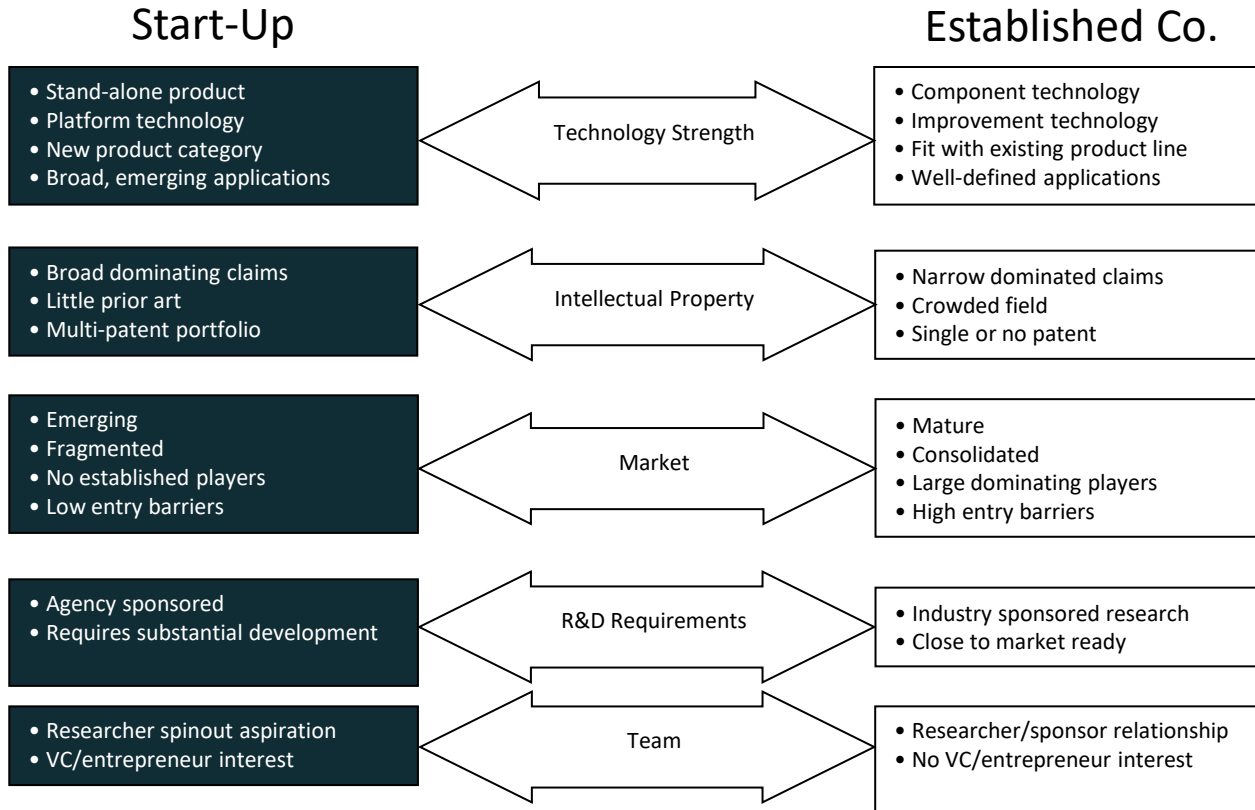 Start-Up
Established Co.
• Stand-alone product
• Platform technology
• New product category
• Broad, emerging applications
Technology Strength
• Component technology
• Improvement technology
• Fit with existing product line
• Well-defined applications
• Broad dominating claims
• Little prior art
• Multi-patent portfolio
Intellectual Property
• Narrow dominated claims
• Crowded field
• Single or no patent
• Emerging
• Fragmented
• No established players
• Low entry barriers
Market
• Mature
• Consolidated
• Large dominating players
• High entry barriers
• Agency sponsored
• Requires substantial development
R&D Requirements
• Industry sponsored research
• Close to market ready
• Researcher spinout aspiration
• VC/entrepreneur interest
Team
• Researcher/sponsor relationship
• No VC/entrepreneur interest